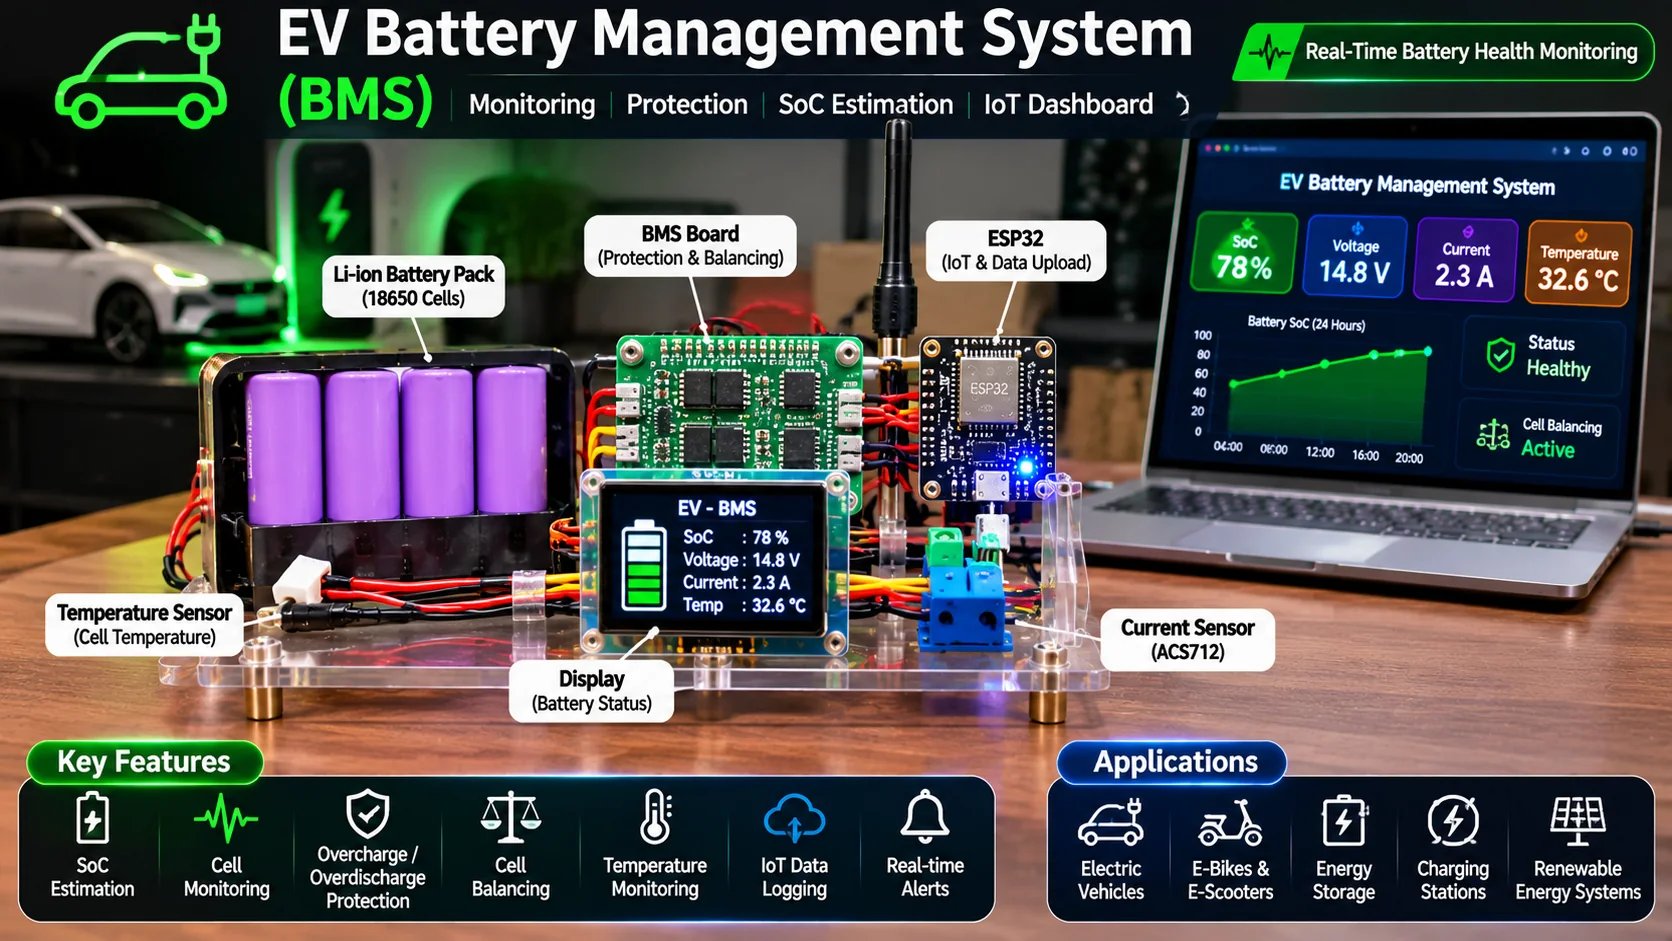 EV Battery Management System
(BMS)
Monitoring | Protection | SoC Estimation | IoT Dashboard
Real-Time Battery Health Monitoring
Li-ion Battery Pack
(18650 Cells)
BMS Board
(Protection & Balancing)
ESP32
(IoT & Data Upload)
ESP32
EV Battery Management System
SoC
78%
Voltage
14.8 V
Current
2.3 A
Temperature
32.6 °C
Battery SoC (24 Hours)
100
80
60
40
20
0
04:00
08:00
12:00
16:00
20:00
Status
Healthy
Cell Balancing
Active
EV - BMS
SoC : 78 %
Voltage : 14.8 V
Current : 2.3 A
Temp : 32.6 °C
Temperature Sensor
(Cell Temperature)
Display
(Battery Status)
Current Sensor
(ACS712)
Key Features
SoC
Estimation
Cell
Monitoring
Overcharge /
Overdischarge
Protection
Cell
Balancing
Temperature
Monitoring
IoT Data
Logging
Real-time
Alerts
Applications
Electric
Vehicles
E-Bikes &
E-Scooters
Energy
Storage
Charging
Stations
Renewable
Energy Systems